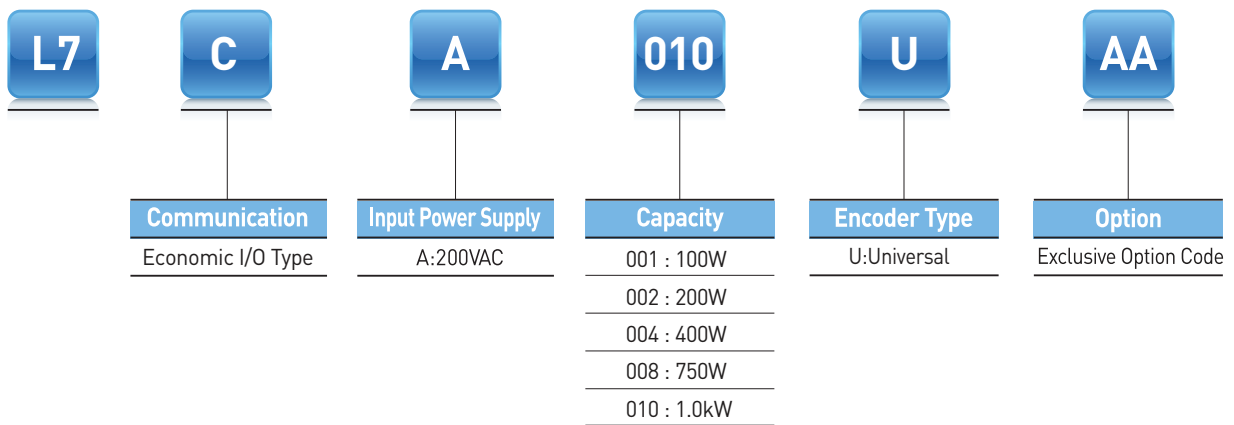 L7 C A 010 U AA
Communication Input Power Supply Capacity Encoder Type Option
Economic I/O Type A:200VAC 001 : 100W U:Universal Exclusive Option Code
002 : 200W
004 : 400W
008 : 750W
010 : 1.0kW